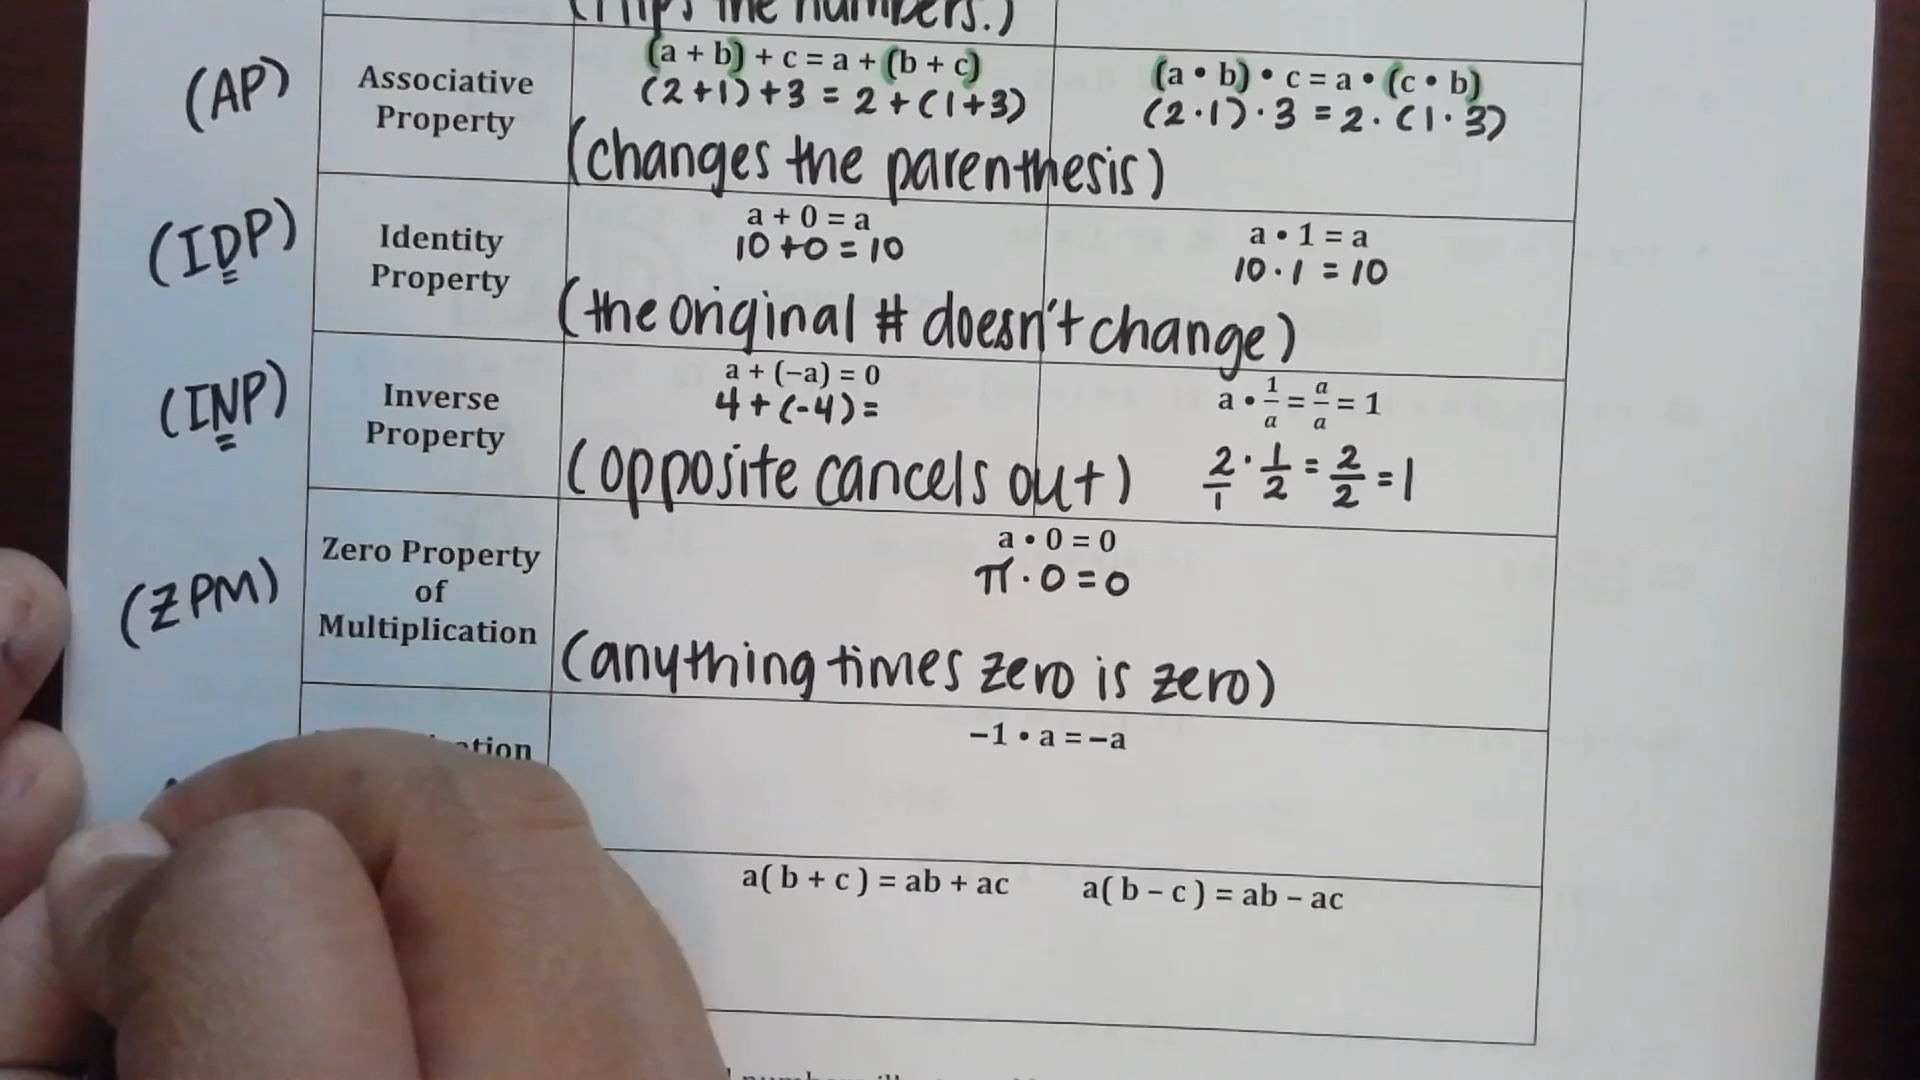 (Flips the numbers.)
(AP)
Associative
Property
(a + b) + c = a + (b + c)
(2+1)+3 = 2+(1+3)
(a • b) • c = a • (c • b)
(2·1)·3 = 2·(1·3)
(changes the parenthesis)
(IDP)
Identity
Property
a + 0 = a
10+0=10
a • 1 = a
10·1 = 10
(the original # doesn't change)
(INP)
Inverse
Property
a + (−a) = 0
4+(-4)=
a • 1/a = a/a = 1
2/1 · 1/2 = 2/2 = 1
(opposite cancels out)
(ZPM)
Zero Property
of
Multiplication
a • 0 = 0
π·0=0
(anything times zero is zero)
−1 • a = −a
a( b + c ) = ab + ac a( b − c ) = ab − ac